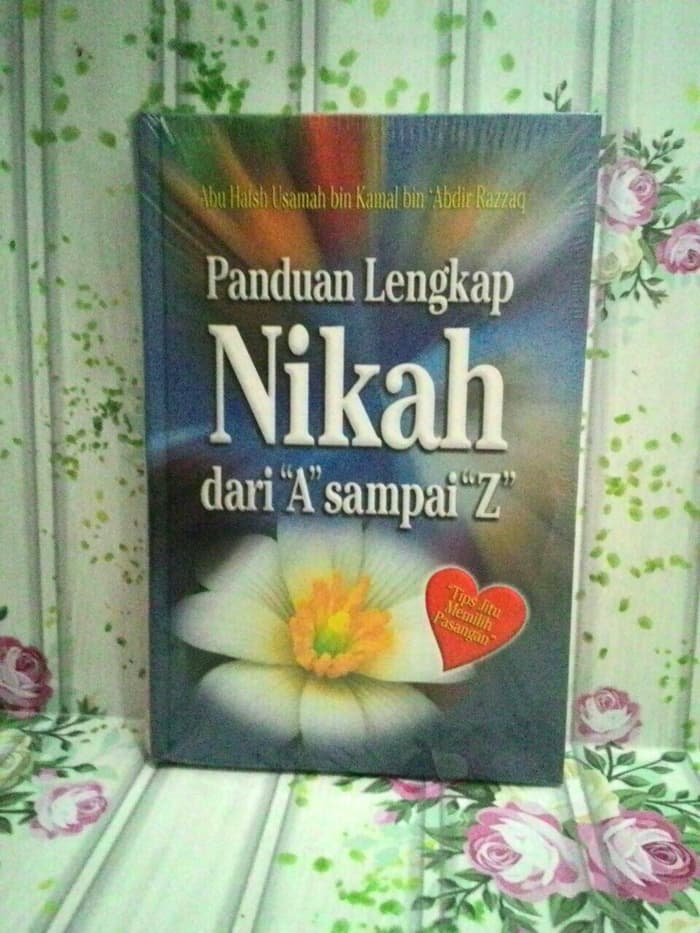 Abu Hafsh Usamah bin Kamal bin 'Abdir Razzaq
Panduan Lengkap
Nikah
dari "A" sampai "Z"
"Tips Jitu
Memilih
Pasangan"